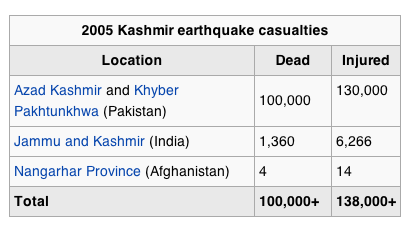 2005 Kashmir earthquake casualties
Location Dead Injured
Azad Kashmir and Khyber
Pakhtunkhwa (Pakistan) 100,000 130,000
Jammu and Kashmir (India) 1,360 6,266
Nangarhar Province (Afghanistan) 4 14
Total 100,000+ 138,000+